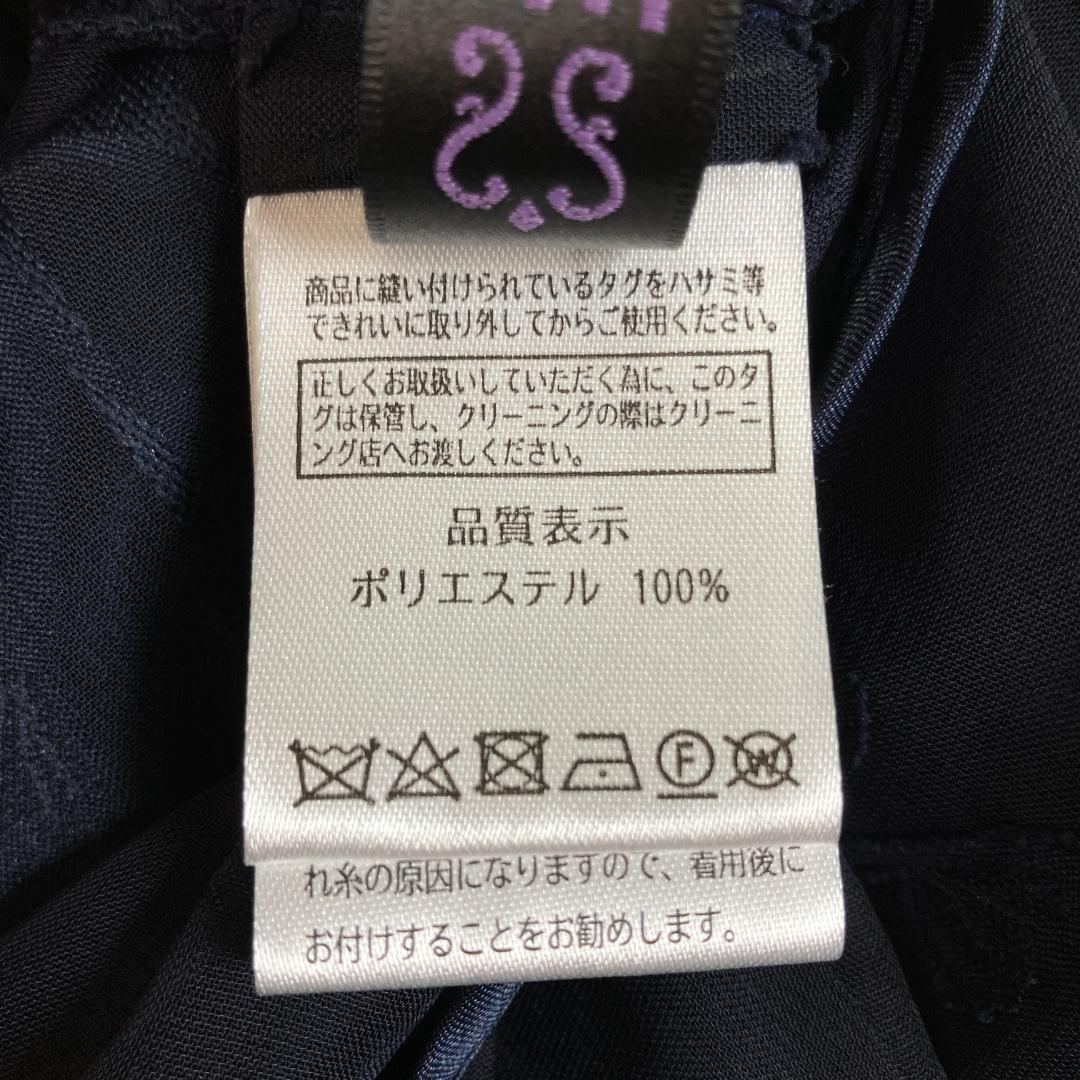 商品に縫い付けられているタグをハサミ等
できれいに取り外してからご使用ください。
正しくお取扱いしていただく為に、このタ
グは保管し、クリーニングの際はクリーニ
ング店へお渡しください。
品質表示
ポリエステル 100%
F W
れ糸の原因になりますので、着用後に
お付けすることをお勧めします。